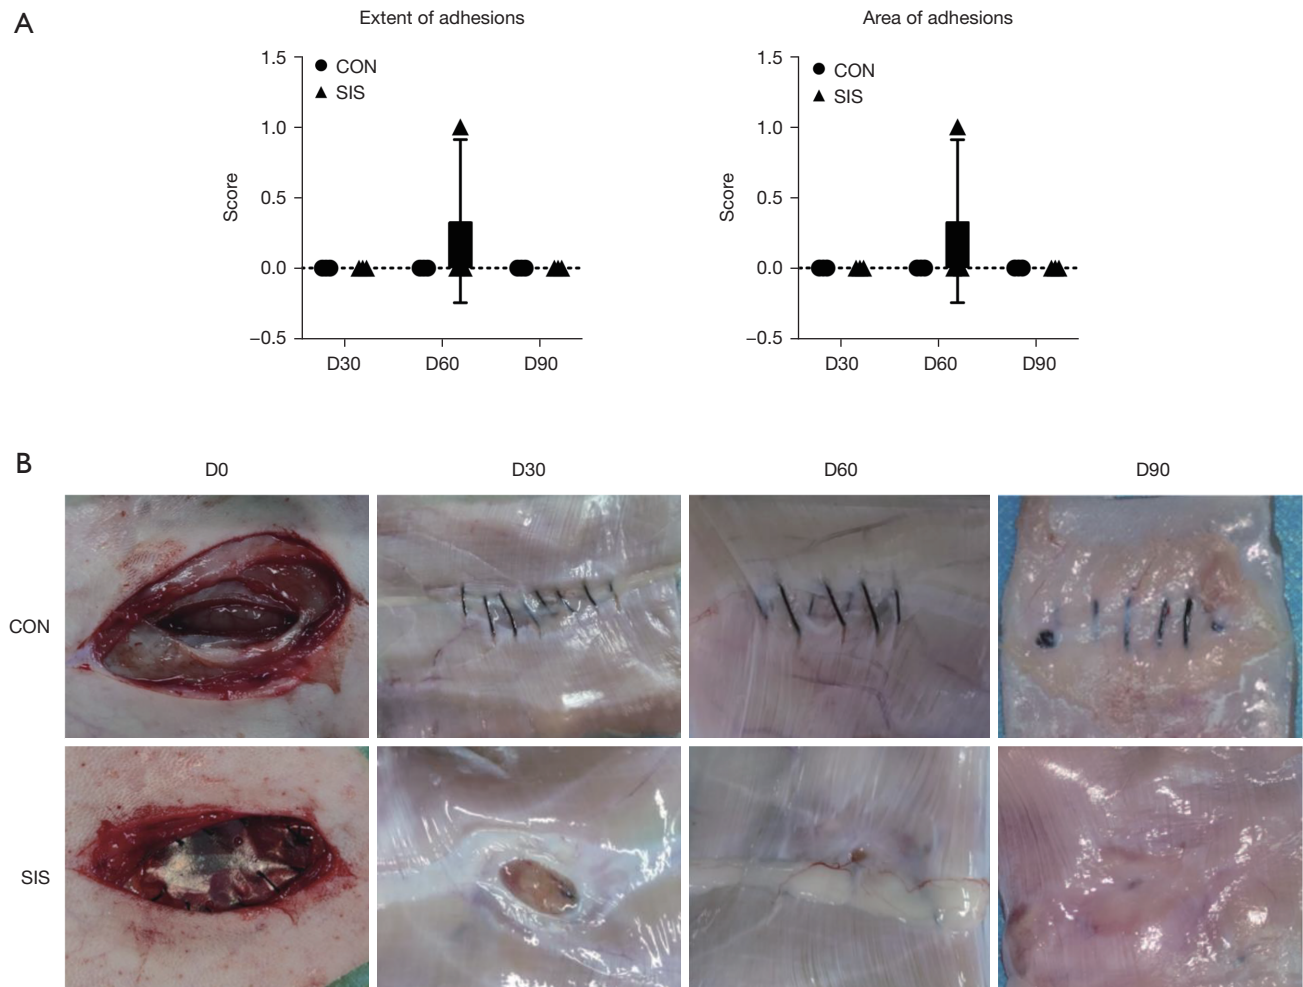 A
Extent of adhesions
1.5
1.0
0.5
0.0
−0.5
Score
CON
SIS
D30 D60 D90
Area of adhesions
1.5
1.0
0.5
0.0
−0.5
Score
CON
SIS
D30 D60 D90
B
D0 D30 D60 D90
CON
SIS